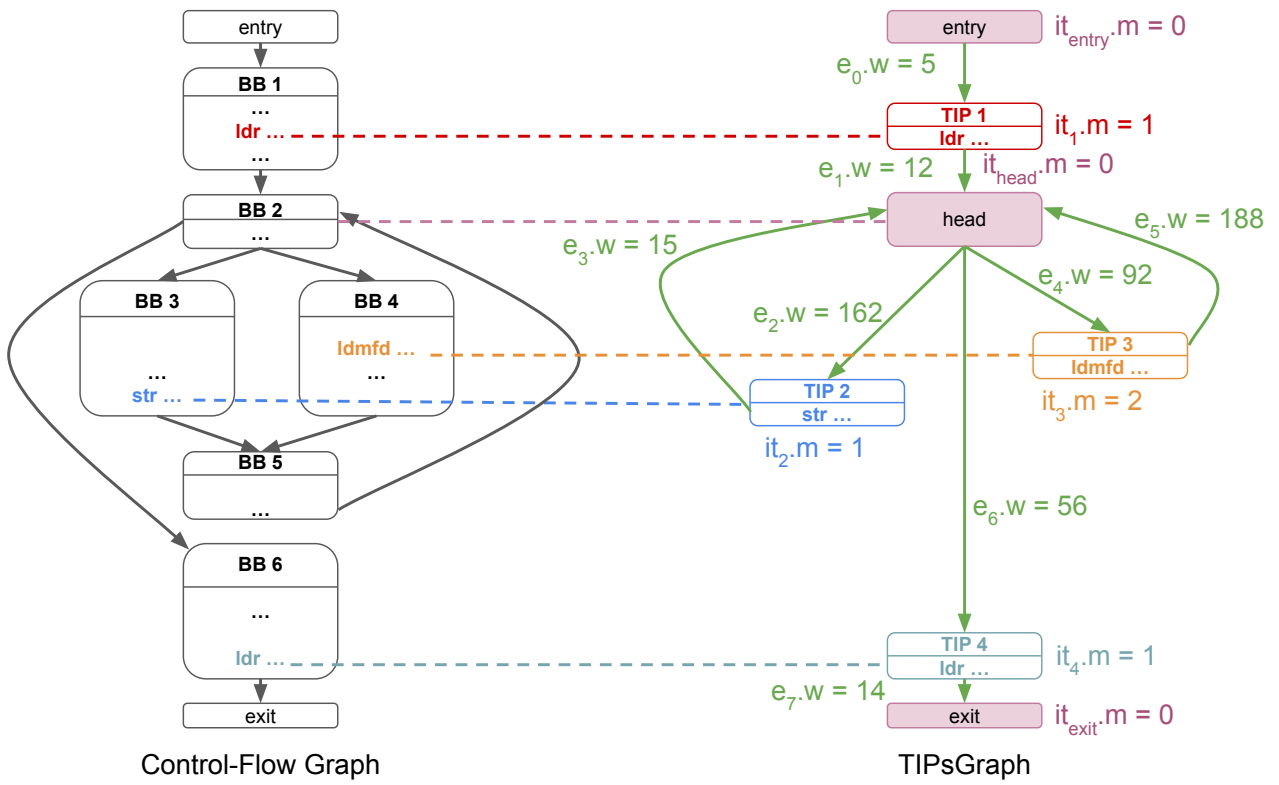 entry
BB 1
...
ldr ...
...
BB 2
...
BB 3
...
str ...
BB 4
ldmfd ...
...
BB 5
...
BB 6
...
ldr ...
exit
Control-Flow Graph
entry
it_entry.m = 0
e_0.w = 5
TIP 1
ldr ...
it_1.m = 1
e_1.w = 12
it_head.m = 0
head
e_3.w = 15
e_5.w = 188
e_4.w = 92
e_2.w = 162
TIP 3
ldmfd ...
it_3.m = 2
TIP 2
str ...
it_2.m = 1
e_6.w = 56
TIP 4
ldr ...
it_4.m = 1
e_7.w = 14
exit
it_exit.m = 0
TIPsGraph